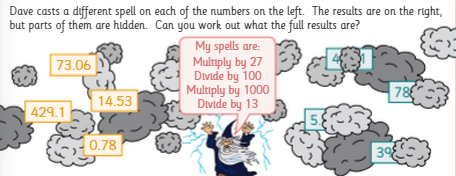 Dave casts a different spell on each of the numbers on the left. The results are on the right,
but parts of them are hidden. Can you work out what the full results are?
My spells are:
Multiply by 27
Divide by 100
Multiply by 1000
Divide by 13
73.06
14.53
429.1
0.78
4 1
78
5.
39